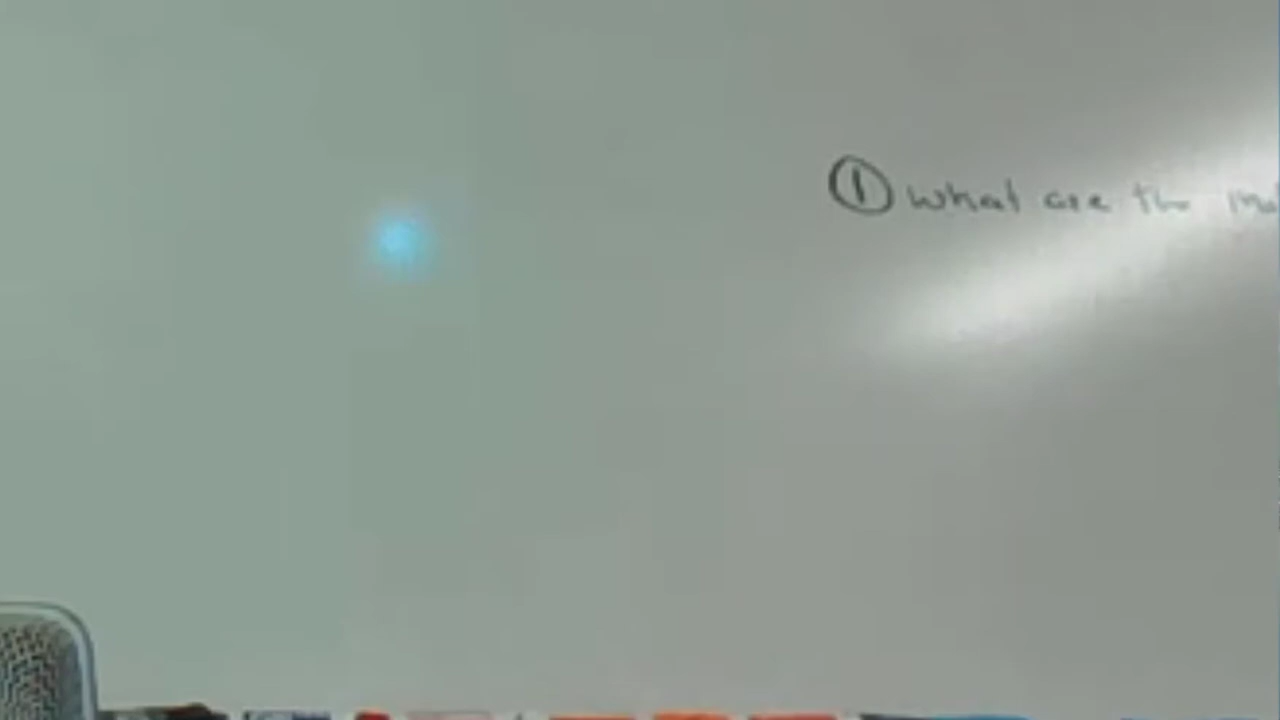 ① what are the